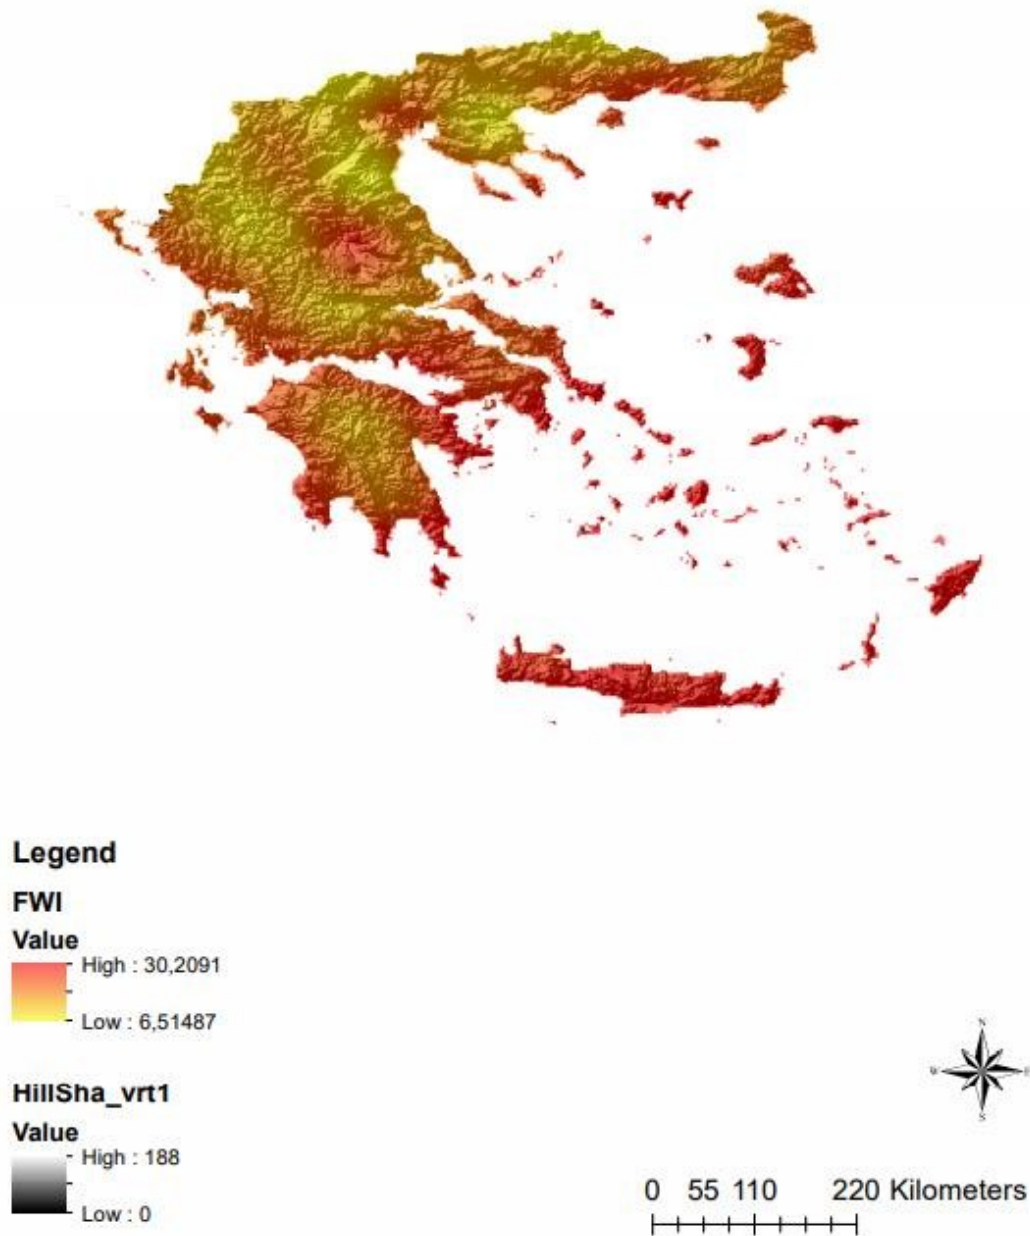 Legend
FWI
Value
High : 30,2091
Low : 6,51487
HillSha_vrt1
Value
High : 188
Low : 0
N
W E
S
0 55 110 220 Kilometers